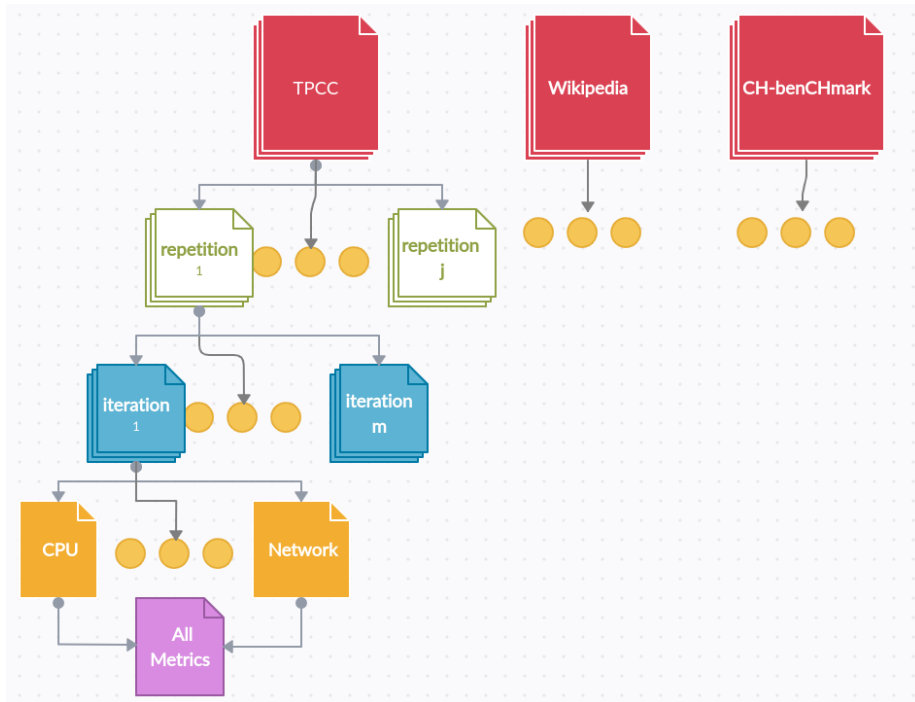 TPCC
Wikipedia
CH-benCHmark
repetition
1
repetition
j
iteration
1
iteration
m
CPU
Network
All
Metrics